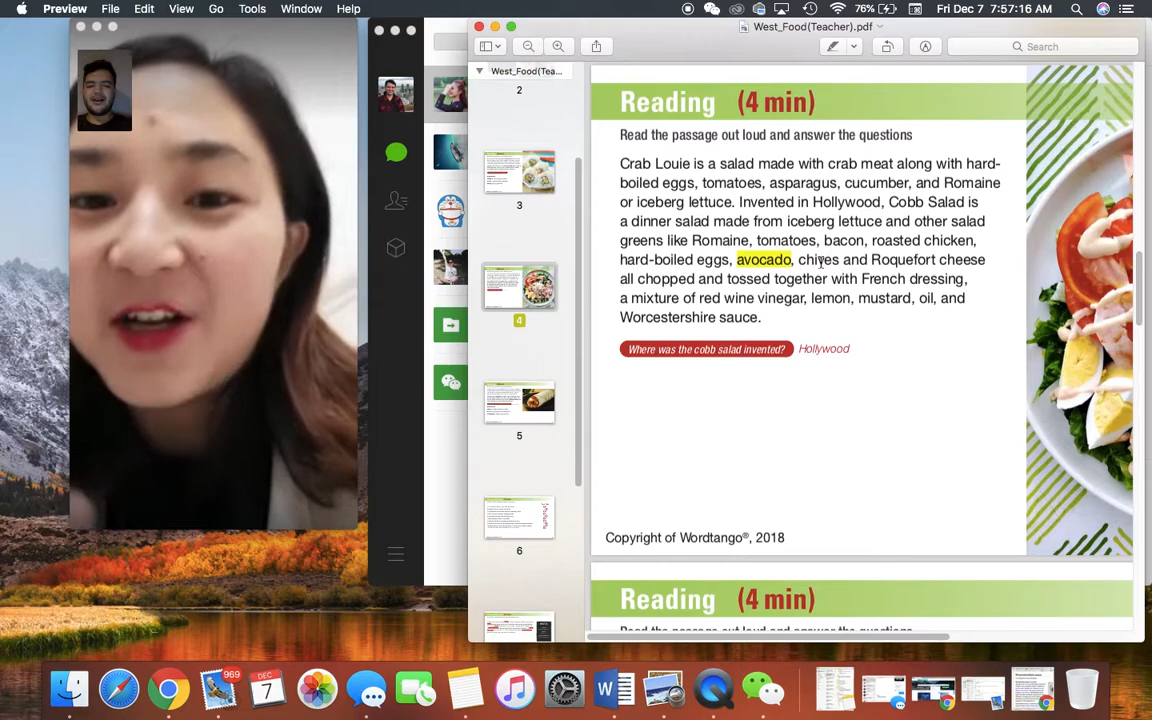 Preview File Edit View Go Tools Window Help
76% Fri Dec 7 7:57:16 AM
West_Food(Teacher).pdf
Search
West_Food(Tea...
2
3
4
5
6
Reading (4 min)
Read the passage out loud and answer the questions
Crab Louie is a salad made with crab meat along with hard-
boiled eggs, tomatoes, asparagus, cucumber, and Romaine
or iceberg lettuce. Invented in Hollywood, Cobb Salad is
a dinner salad made from iceberg lettuce and other salad
greens like Romaine, tomatoes, bacon, roasted chicken,
hard-boiled eggs, avocado, chives and Roquefort cheese
all chopped and tossed together with French dressing,
a mixture of red wine vinegar, lemon, mustard, oil, and
Worcestershire sauce.
Where was the cobb salad invented? Hollywood
Copyright of Wordtango®, 2018
Reading (4 min)
969
DEC
7